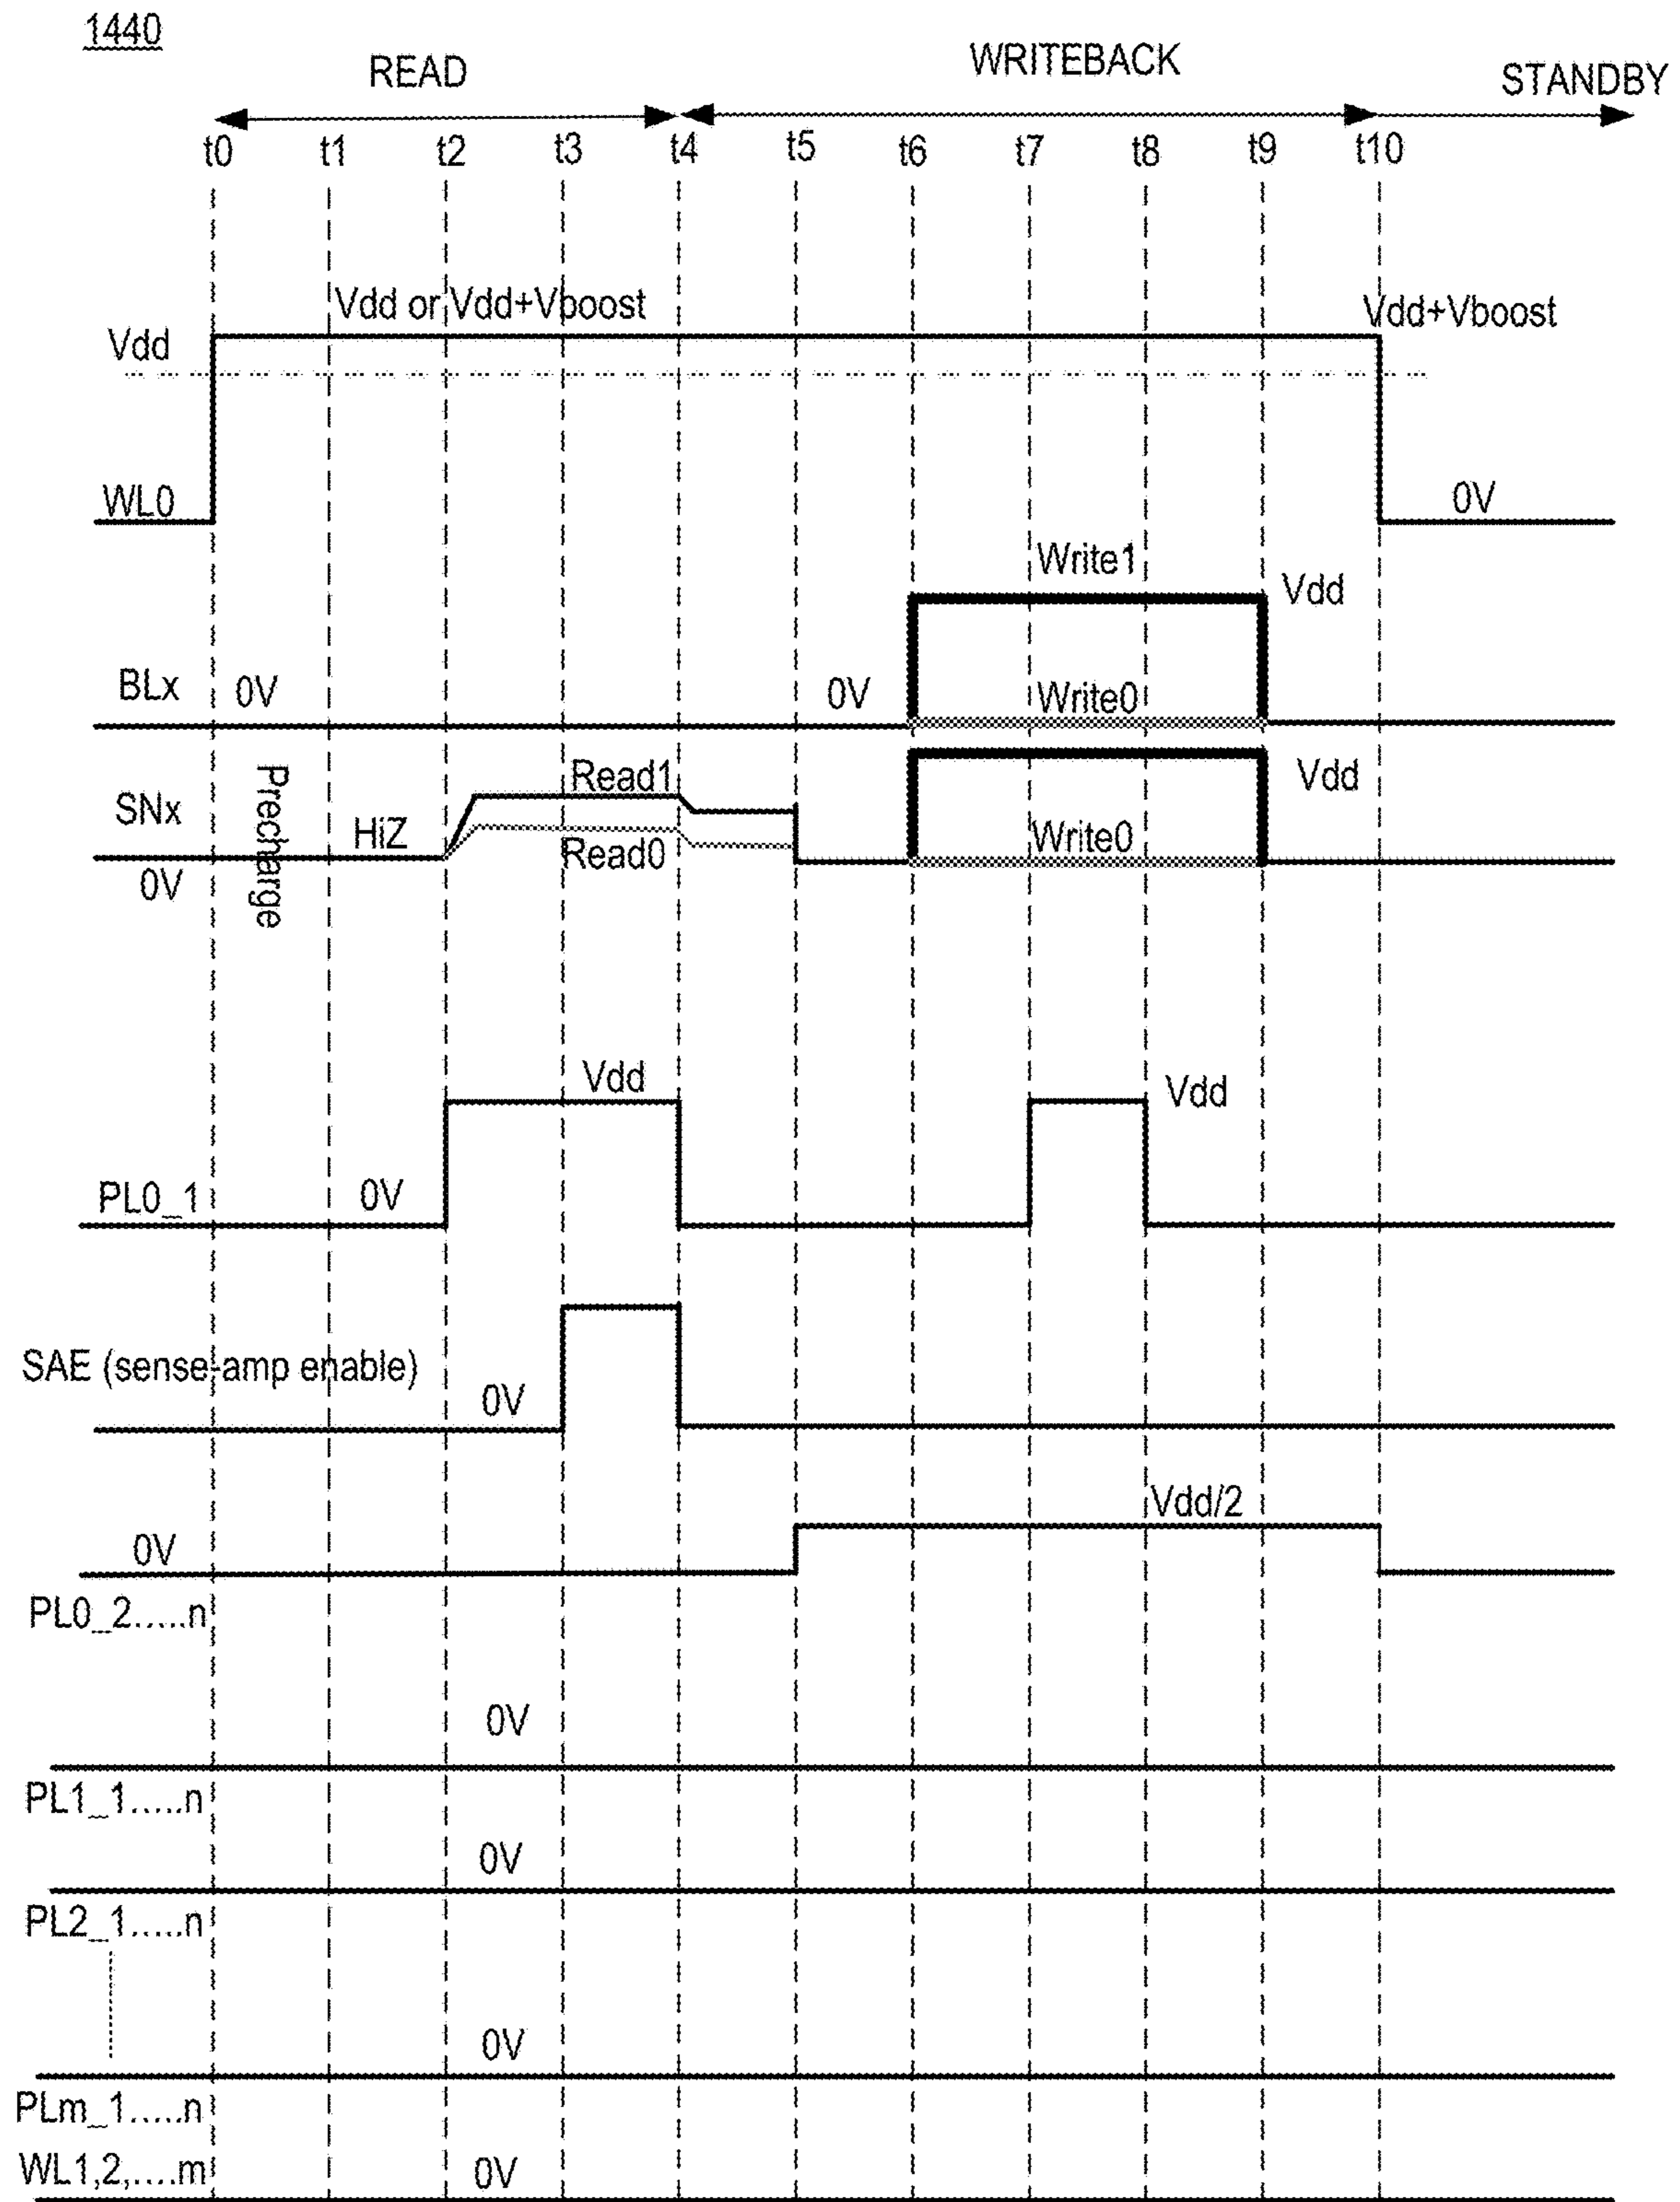 1440
READ
WRITEBACK
STANDBY
t0 t1 t2 t3 t4 t5 t6 t7 t8 t9 t10
Vdd or Vdd+Vboost
Vdd+Vboost
Vdd
WL0
0V
Write1
Vdd
BLx
0V
0V
Write0
Precharge
Read1
Vdd
SNx
HiZ
Read0
Write0
0V
Vdd
Vdd
PL0_1
0V
SAE (sense-amp enable)
0V
Vdd/2
0V
PL0_2.....n
0V
PL1_1.....n
0V
PL2_1.....n
0V
PLm_1.....n
WL1,2,....m
0V